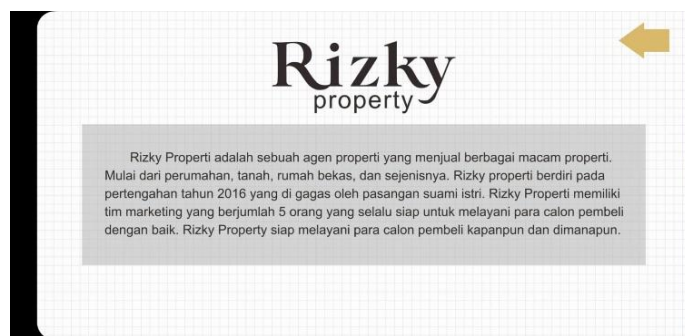 Rizky
property
Rizky Properti adalah sebuah agen properti yang menjual berbagai macam properti.
Mulai dari perumahan, tanah, rumah bekas, dan sejenisnya. Rizky properti berdiri pada
pertengahan tahun 2016 yang di gagas oleh pasangan suami istri. Rizky Properti memiliki
tim marketing yang berjumlah 5 orang yang selalu siap untuk melayani para calon pembeli
dengan baik. Rizky Property siap melayani para calon pembeli kapanpun dan dimanapun.